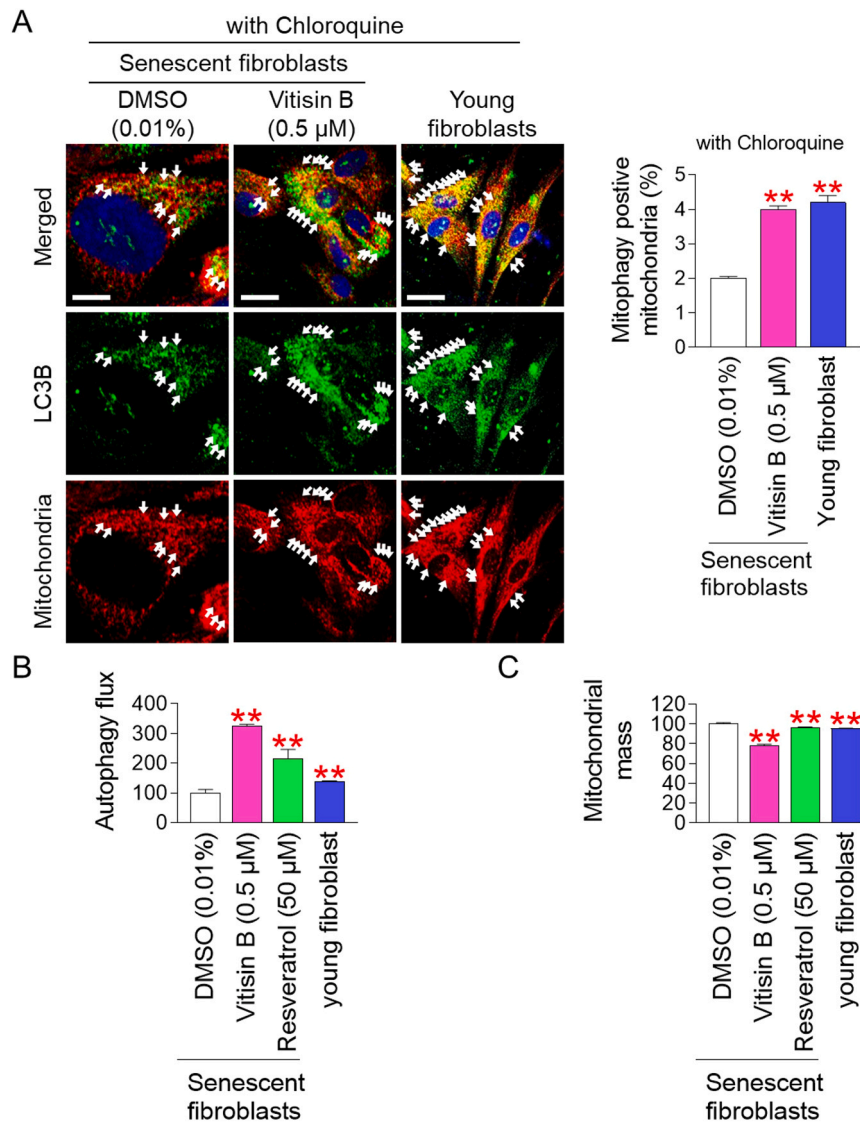 A
with Chloroquine
Senescent fibroblasts
DMSO
(0.01%)
Vitisin B
(0.5 µM)
Young
fibroblasts
Merged
LC3B
Mitochondria
with Chloroquine
Mitophagy postive
mitochondria (%)
5
4
3
2
1
0
**
**
DMSO (0.01%)
Vitisin B (0.5 µM)
Young fibroblast
Senescent
fibroblasts
B
Autophagy flux
400
300
200
100
0
**
**
**
DMSO (0.01%)
Vitisin B (0.5 µM)
Resveratrol (50 µM)
young fibroblast
Senescent
fibroblasts
C
Mitochondrial
mass
120
100
80
60
40
20
0
**
**
**
DMSO (0.01%)
Vitisin B (0.5 µM)
Resveratrol (50 µM)
young fibroblast
Senescent
fibroblasts